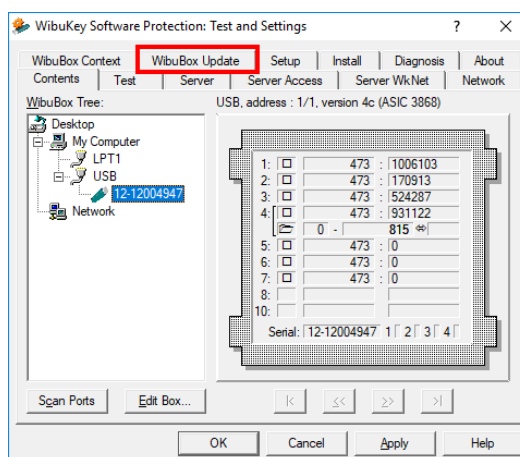 WibuKey Software Protection: Test and Settings ? X
WibuBox Context WibuBox Update Setup Install Diagnosis About
Contents Test Server Server Access Server WkNet Network
WibuBox Tree: USB, address : 1/1, version 4c (ASIC 3868)
Desktop
My Computer
LPT1
USB
12-12004947
Network
1: 473 : 1006103
2: 473 : 170913
3: 473 : 524287
4: 473 : 931122
0 - 815
5: 473 : 0
6: 473 : 0
7: 473 : 0
8:
10:
Serial: 12-12004947 1 2 3 4
Scan Ports Edit Box... |< << >> >|
OK Cancel Apply Help